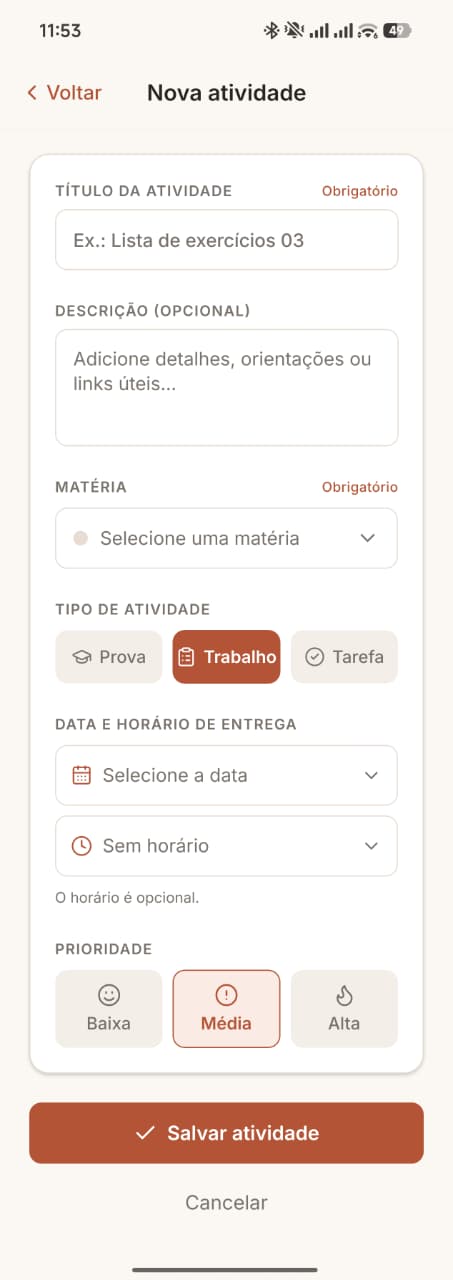 11:53
49
Voltar
Nova atividade
TÍTULO DA ATIVIDADE
Obrigatório
Ex.: Lista de exercícios 03
DESCRIÇÃO (OPCIONAL)
Adicione detalhes, orientações ou
links úteis...
MATÉRIA
Obrigatório
Selecione uma matéria
TIPO DE ATIVIDADE
Prova
Trabalho
Tarefa
DATA E HORÁRIO DE ENTREGA
Selecione a data
Sem horário
O horário é opcional.
PRIORIDADE
Baixa
Média
Alta
Salvar atividade
Cancelar